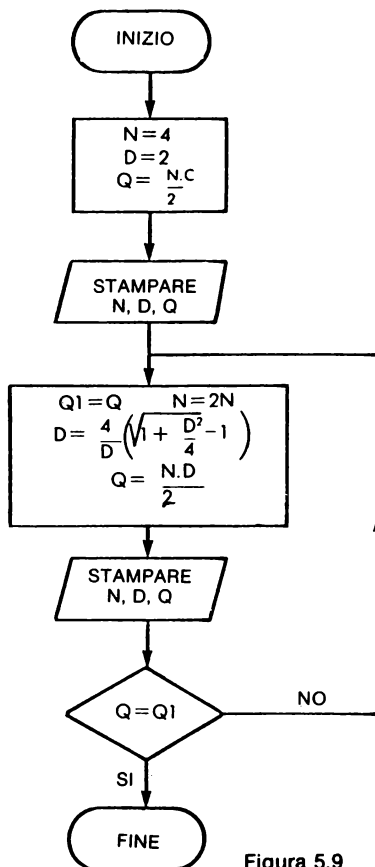 INIZIO
N=4
D=2
Q= N.C/2
STAMPARE
N, D, Q
Q1=Q N=2N
D= 4/D (√1+ D²/4 -1)
Q= N.D/2
STAMPARE
N, D, Q
Q=Q1
NO
SI
FINE
Figura 5.9